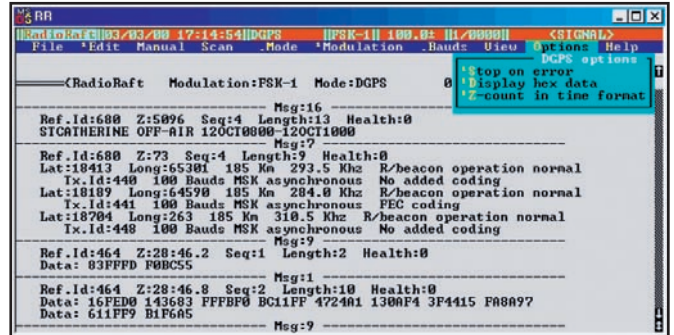 RR
RadioRaft 03/03/00 17:14:54 DGPS FSK-1 100.0± 1/0000 <SIGNAL>
File Edit Manual Scan .Mode Modulation .Bauds View Options Help
DGPS options
Stop on error
Display hex data
Z-count in time format
<RadioRaft Modulation:FSK-1 Mode:DGPS 0
Msg:16
Ref.Id:680 Z:5096 Seq:4 Length:13 Health:0
STCATHERINE OFF-AIR 12OCT0800-12OCT1000
Msg:7
Ref.Id:680 Z:73 Seq:4 Length:9 Health:0
Lat:18413 Long:65301 185 Km 293.5 Khz R/beacon operation normal
Tx.Id:440 100 Bauds MSK asynchronous No added coding
Lat:18189 Long:64590 185 Km 284.0 Khz R/beacon operation normal
Tx.Id:441 100 Bauds MSK asynchronous FEC coding
Lat:18704 Long:263 185 Km 310.5 Khz R/beacon operation normal
Tx.Id:448 100 Bauds MSK asynchronous No added coding
Msg:9
Ref.Id:464 Z:28:46.2 Seq:1 Length:2 Health:0
Data: 83FFFD F0BC55
Msg:1
Ref.Id:464 Z:28:46.8 Seq:2 Length:10 Health:0
Data: 16FED0 143683 FFFBF0 BC11FF 4724A1 130AF4 3F4415 FA8A97
Data: 611FF9 B1F6A5
Msg:9